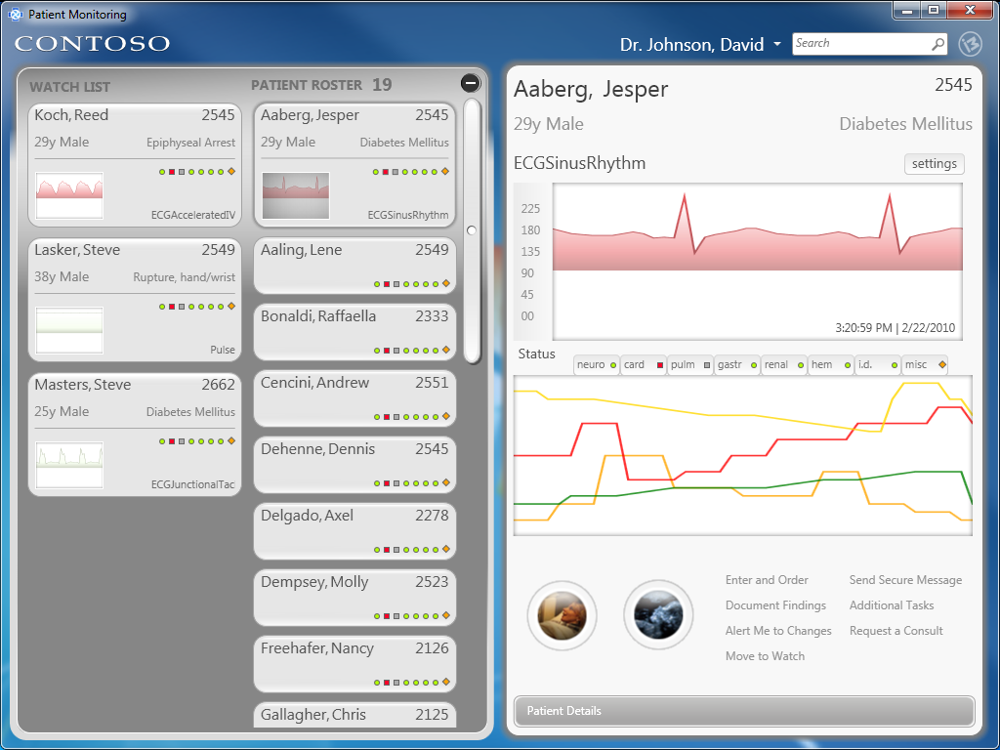 Patient Monitoring
CONTOSO
Dr. Johnson, David
Search
WATCH LIST
Koch, Reed 2545
29y Male Epiphyseal Arrest
ECGAcceleratedIV
Lasker, Steve 2549
38y Male Rupture, hand/wrist
Pulse
Masters, Steve 2662
25y Male Diabetes Mellitus
ECGJunctionalTac
PATIENT ROSTER 19
Aaberg, Jesper 2545
29y Male Diabetes Mellitus
ECGSinusRhythm
Aaling, Lene 2549
Bonaldi, Raffaella 2333
Cencini, Andrew 2551
Dehenne, Dennis 2545
Delgado, Axel 2278
Dempsey, Molly 2523
Freehafer, Nancy 2126
Gallagher, Chris 2125
Aaberg, Jesper 2545
29y Male Diabetes Mellitus
ECGSinusRhythm settings
225
180
135
90
45
00
3:20:59 PM | 2/22/2010
Status
neuro card pulm gastr renal hem i.d. misc
Enter and Order Send Secure Message
Document Findings Additional Tasks
Alert Me to Changes Request a Consult
Move to Watch
Patient Details